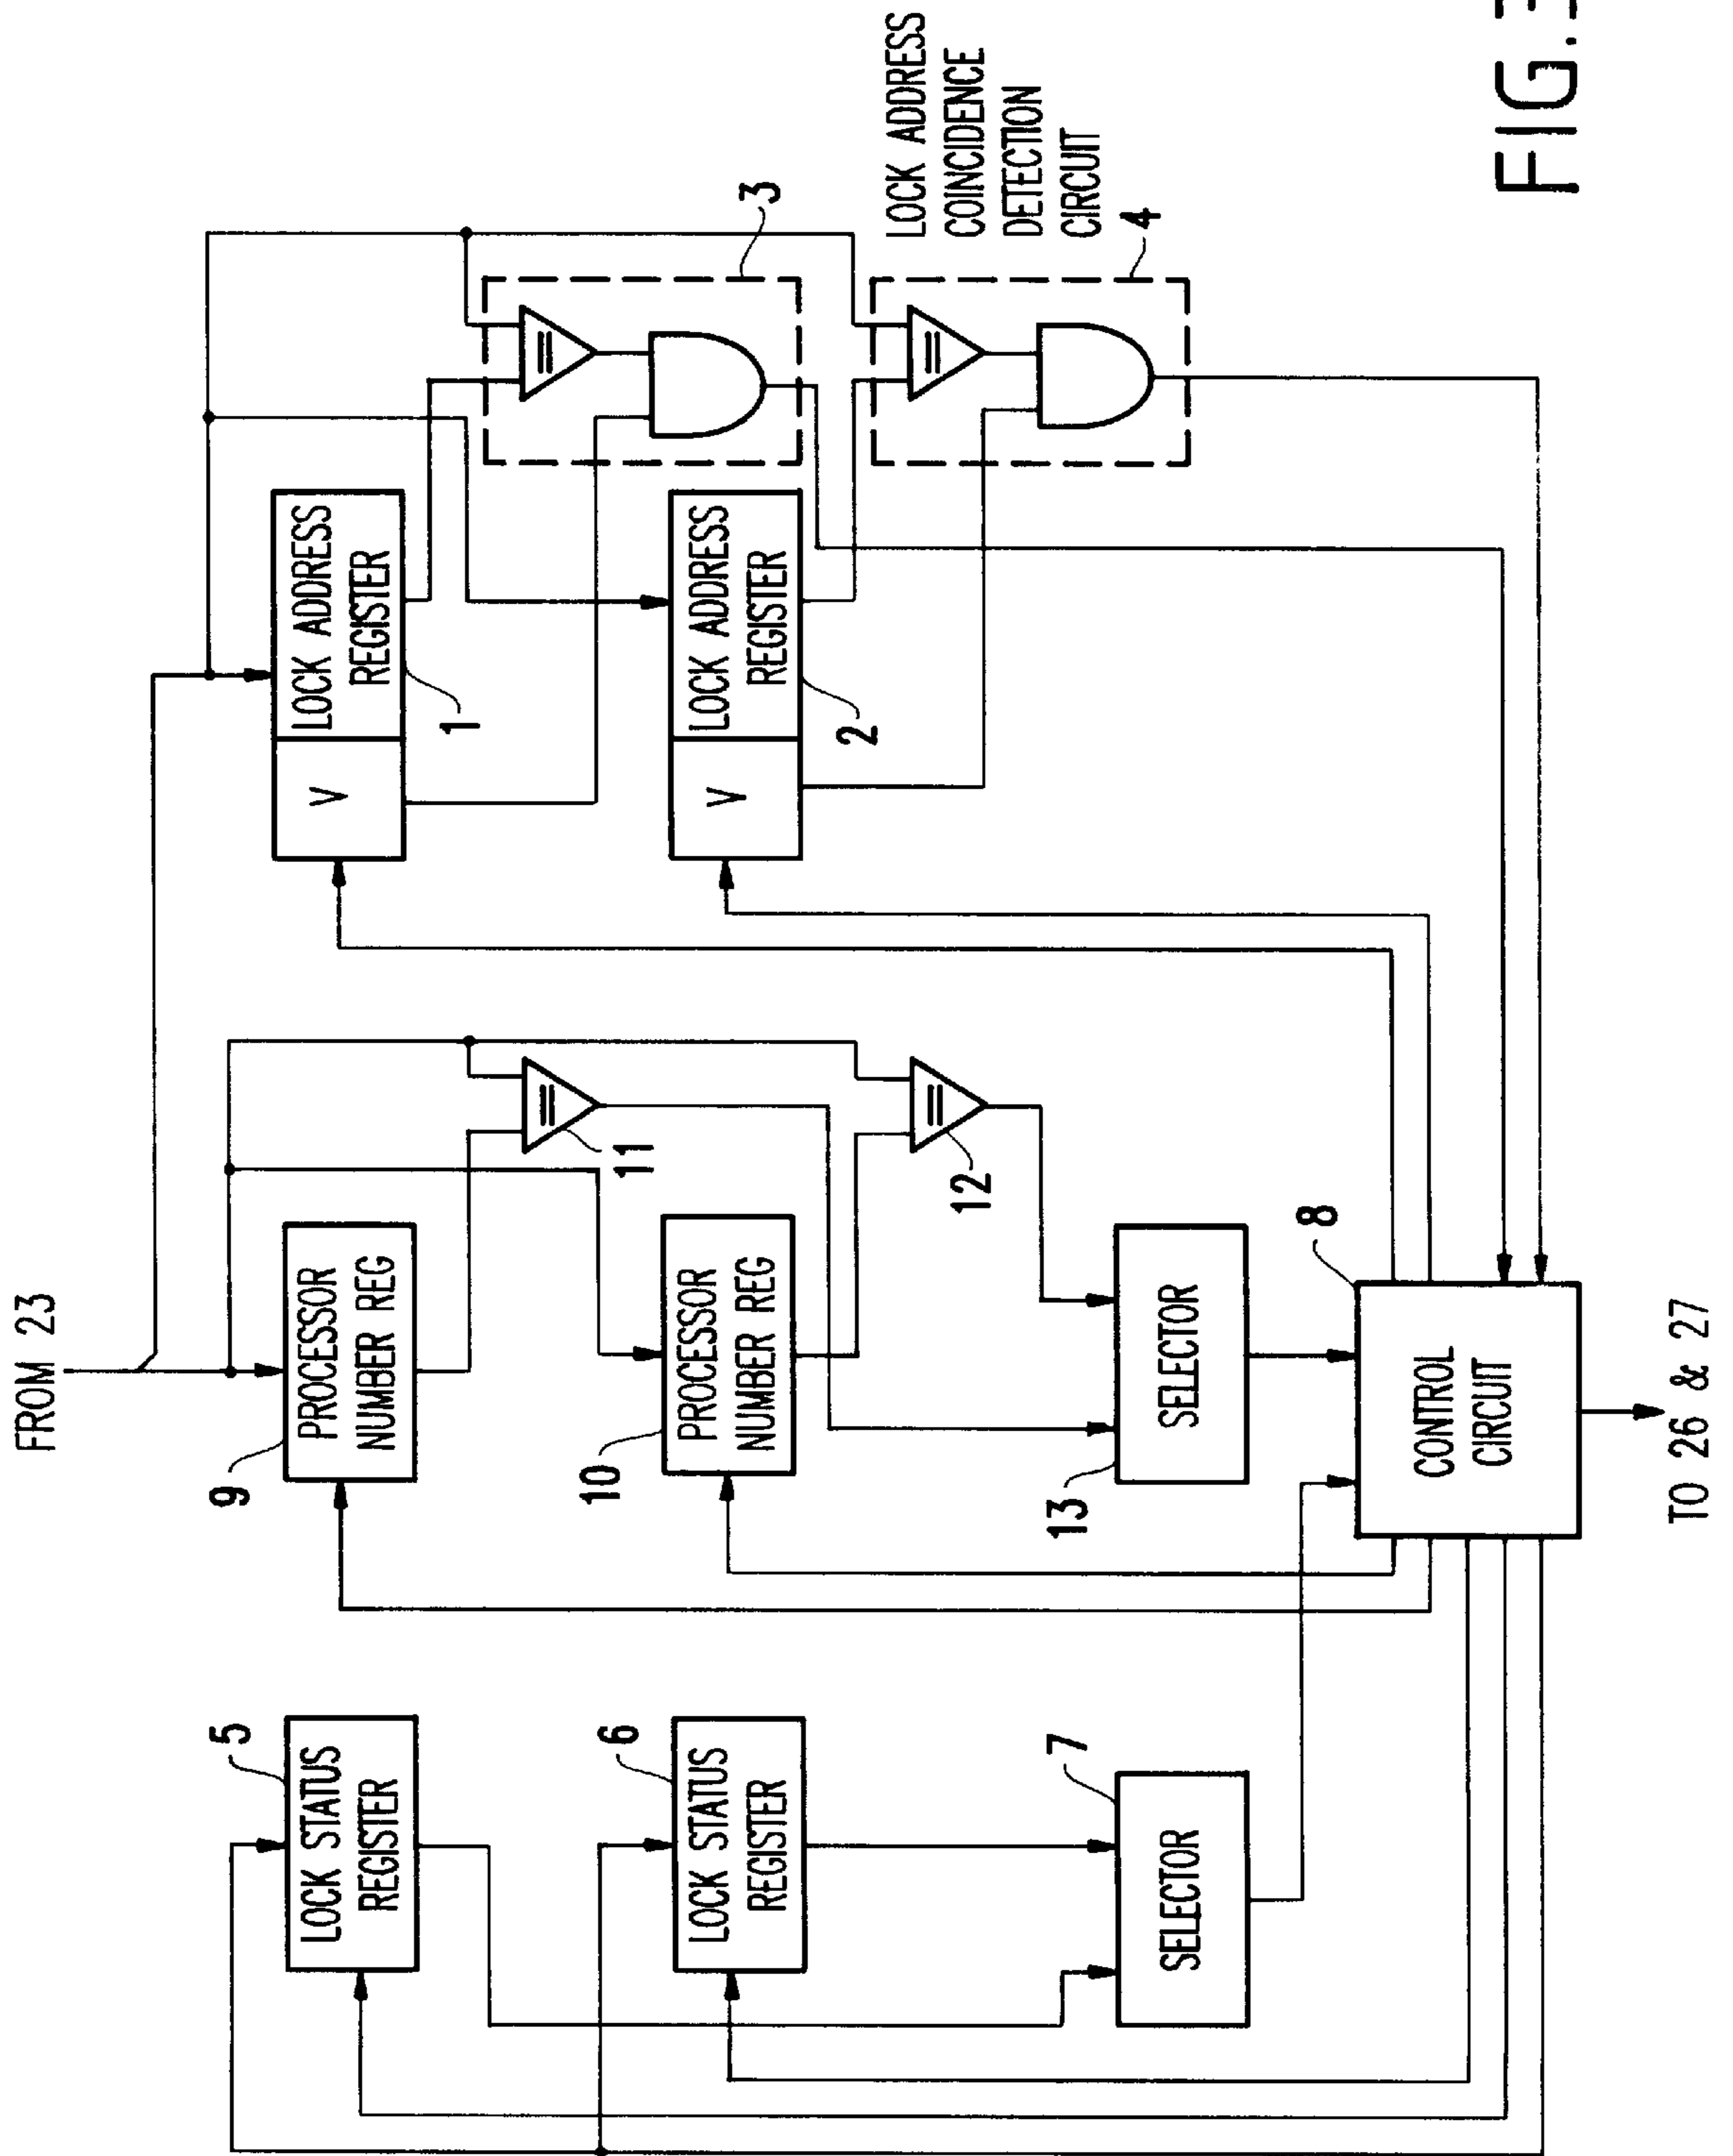 FROM 23
5
LOCK STATUS
REGISTER
9
PROCESSOR
NUMBER REG
V
LOCK ADDRESS
REGISTER
1
11
3
6
LOCK STATUS
REGISTER
10
PROCESSOR
NUMBER REG
V
LOCK ADDRESS
REGISTER
2
12
LOCK ADDRESS
COINCIDENCE
DETECTION
CIRCUIT
4
7
SELECTOR
13
SELECTOR
8
CONTROL
CIRCUIT
TO 26 & 27
FIG.3